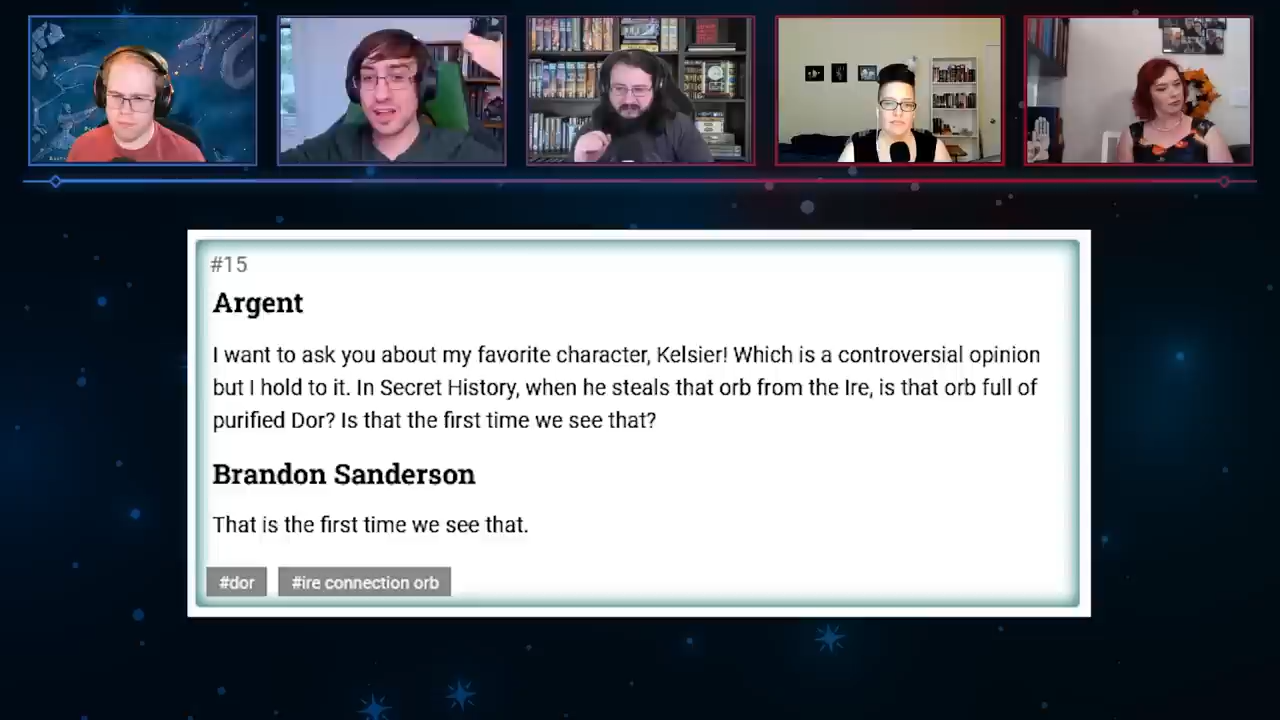 #15
Argent
I want to ask you about my favorite character, Kelsier! Which is a controversial opinion
but I hold to it. In Secret History, when he steals that orb from the Ire, is that orb full of
purified Dor? Is that the first time we see that?
Brandon Sanderson
That is the first time we see that.
#dor #ire connection orb